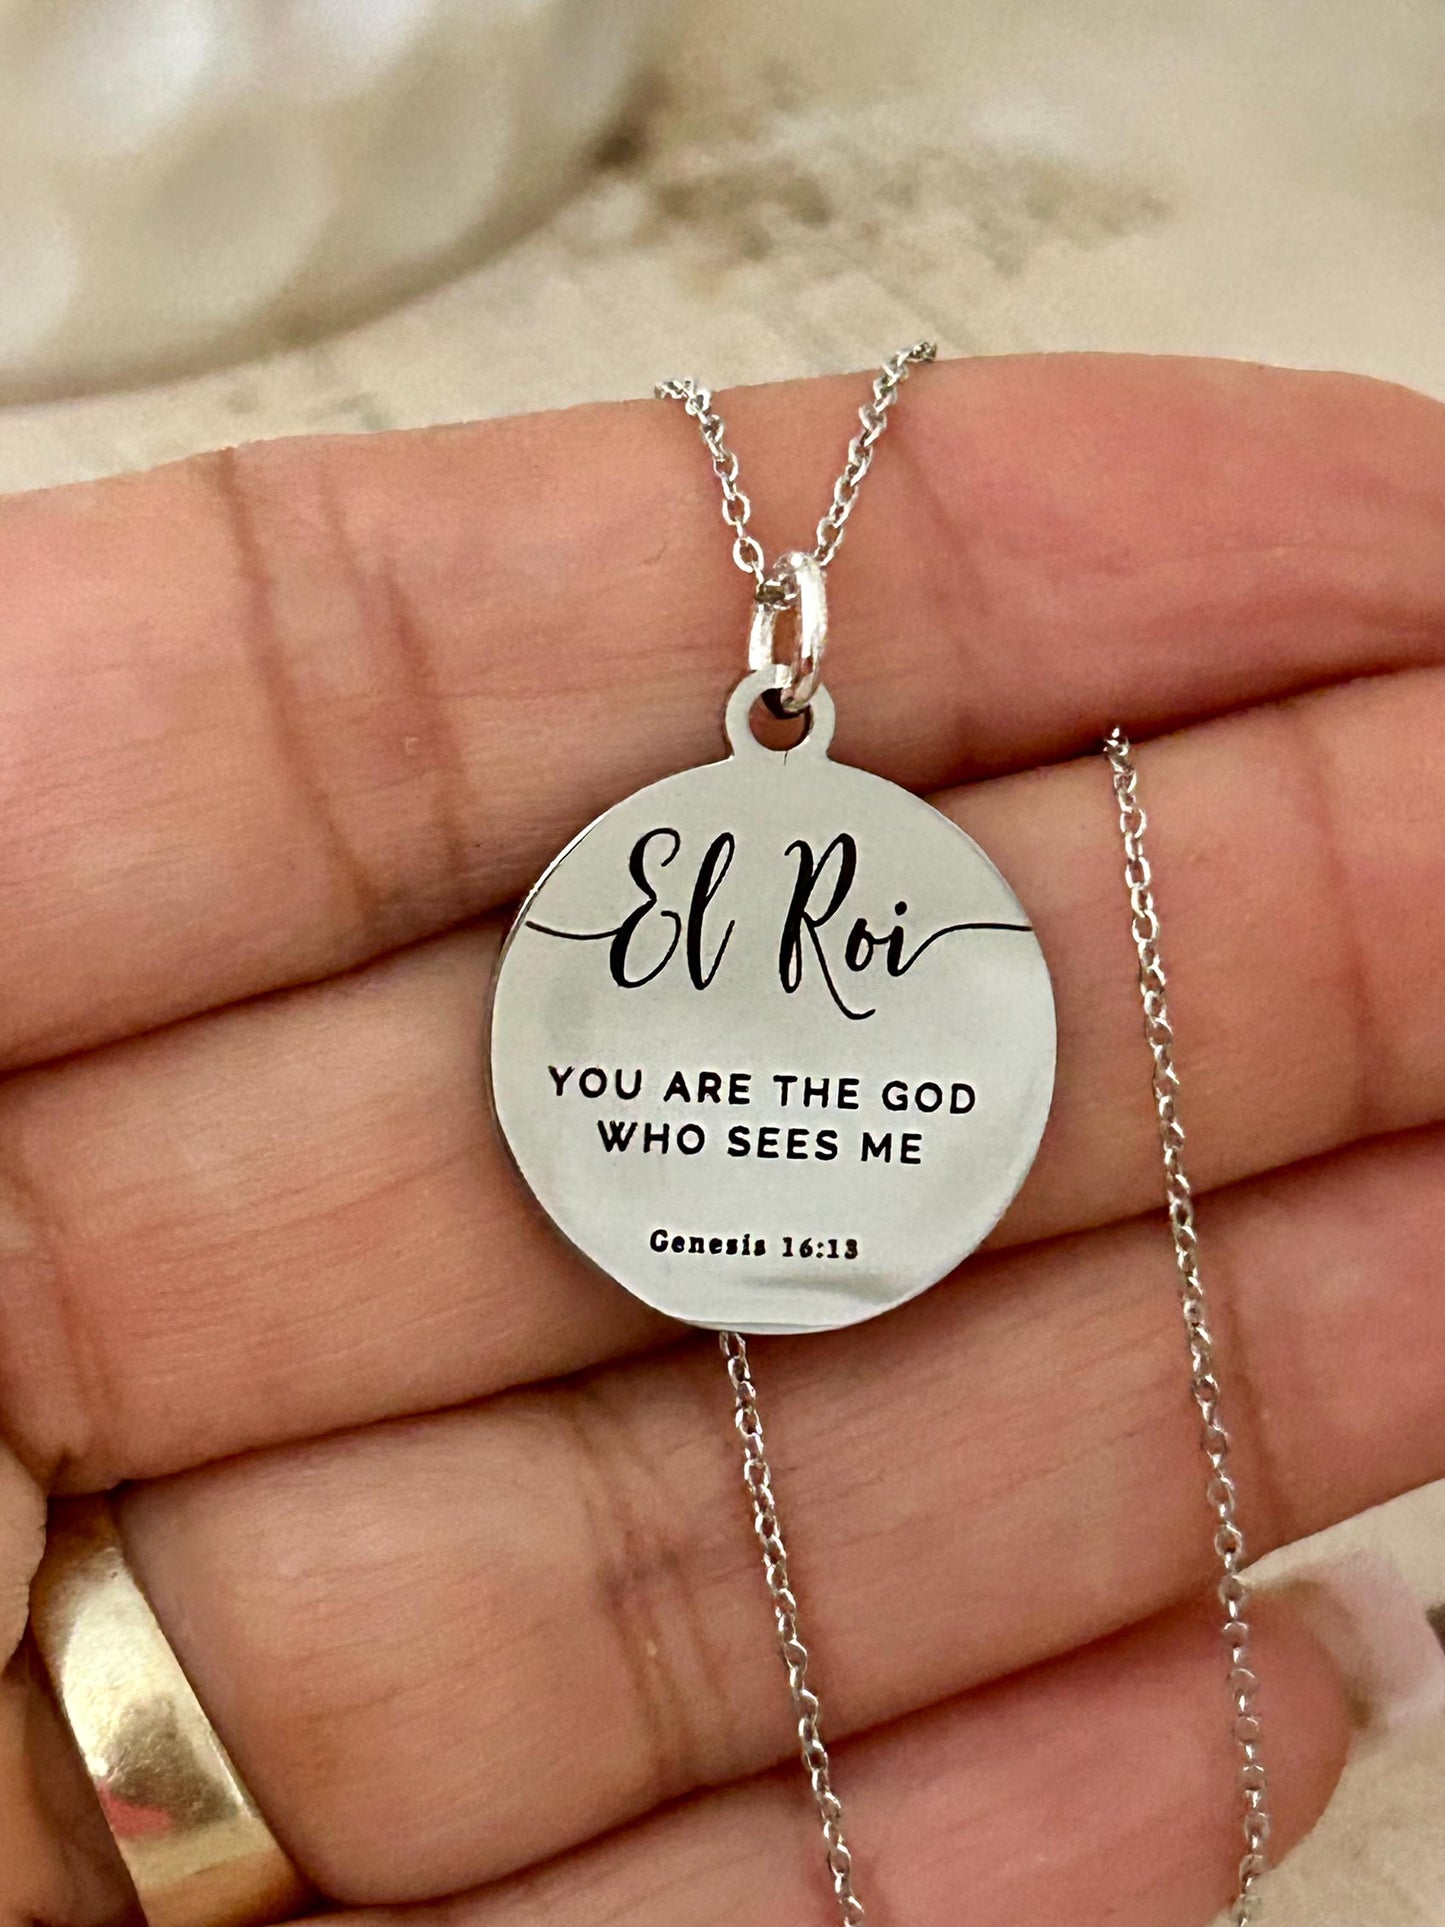 El Roi
YOU ARE THE GOD
WHO SEES ME
Genesis 16:13